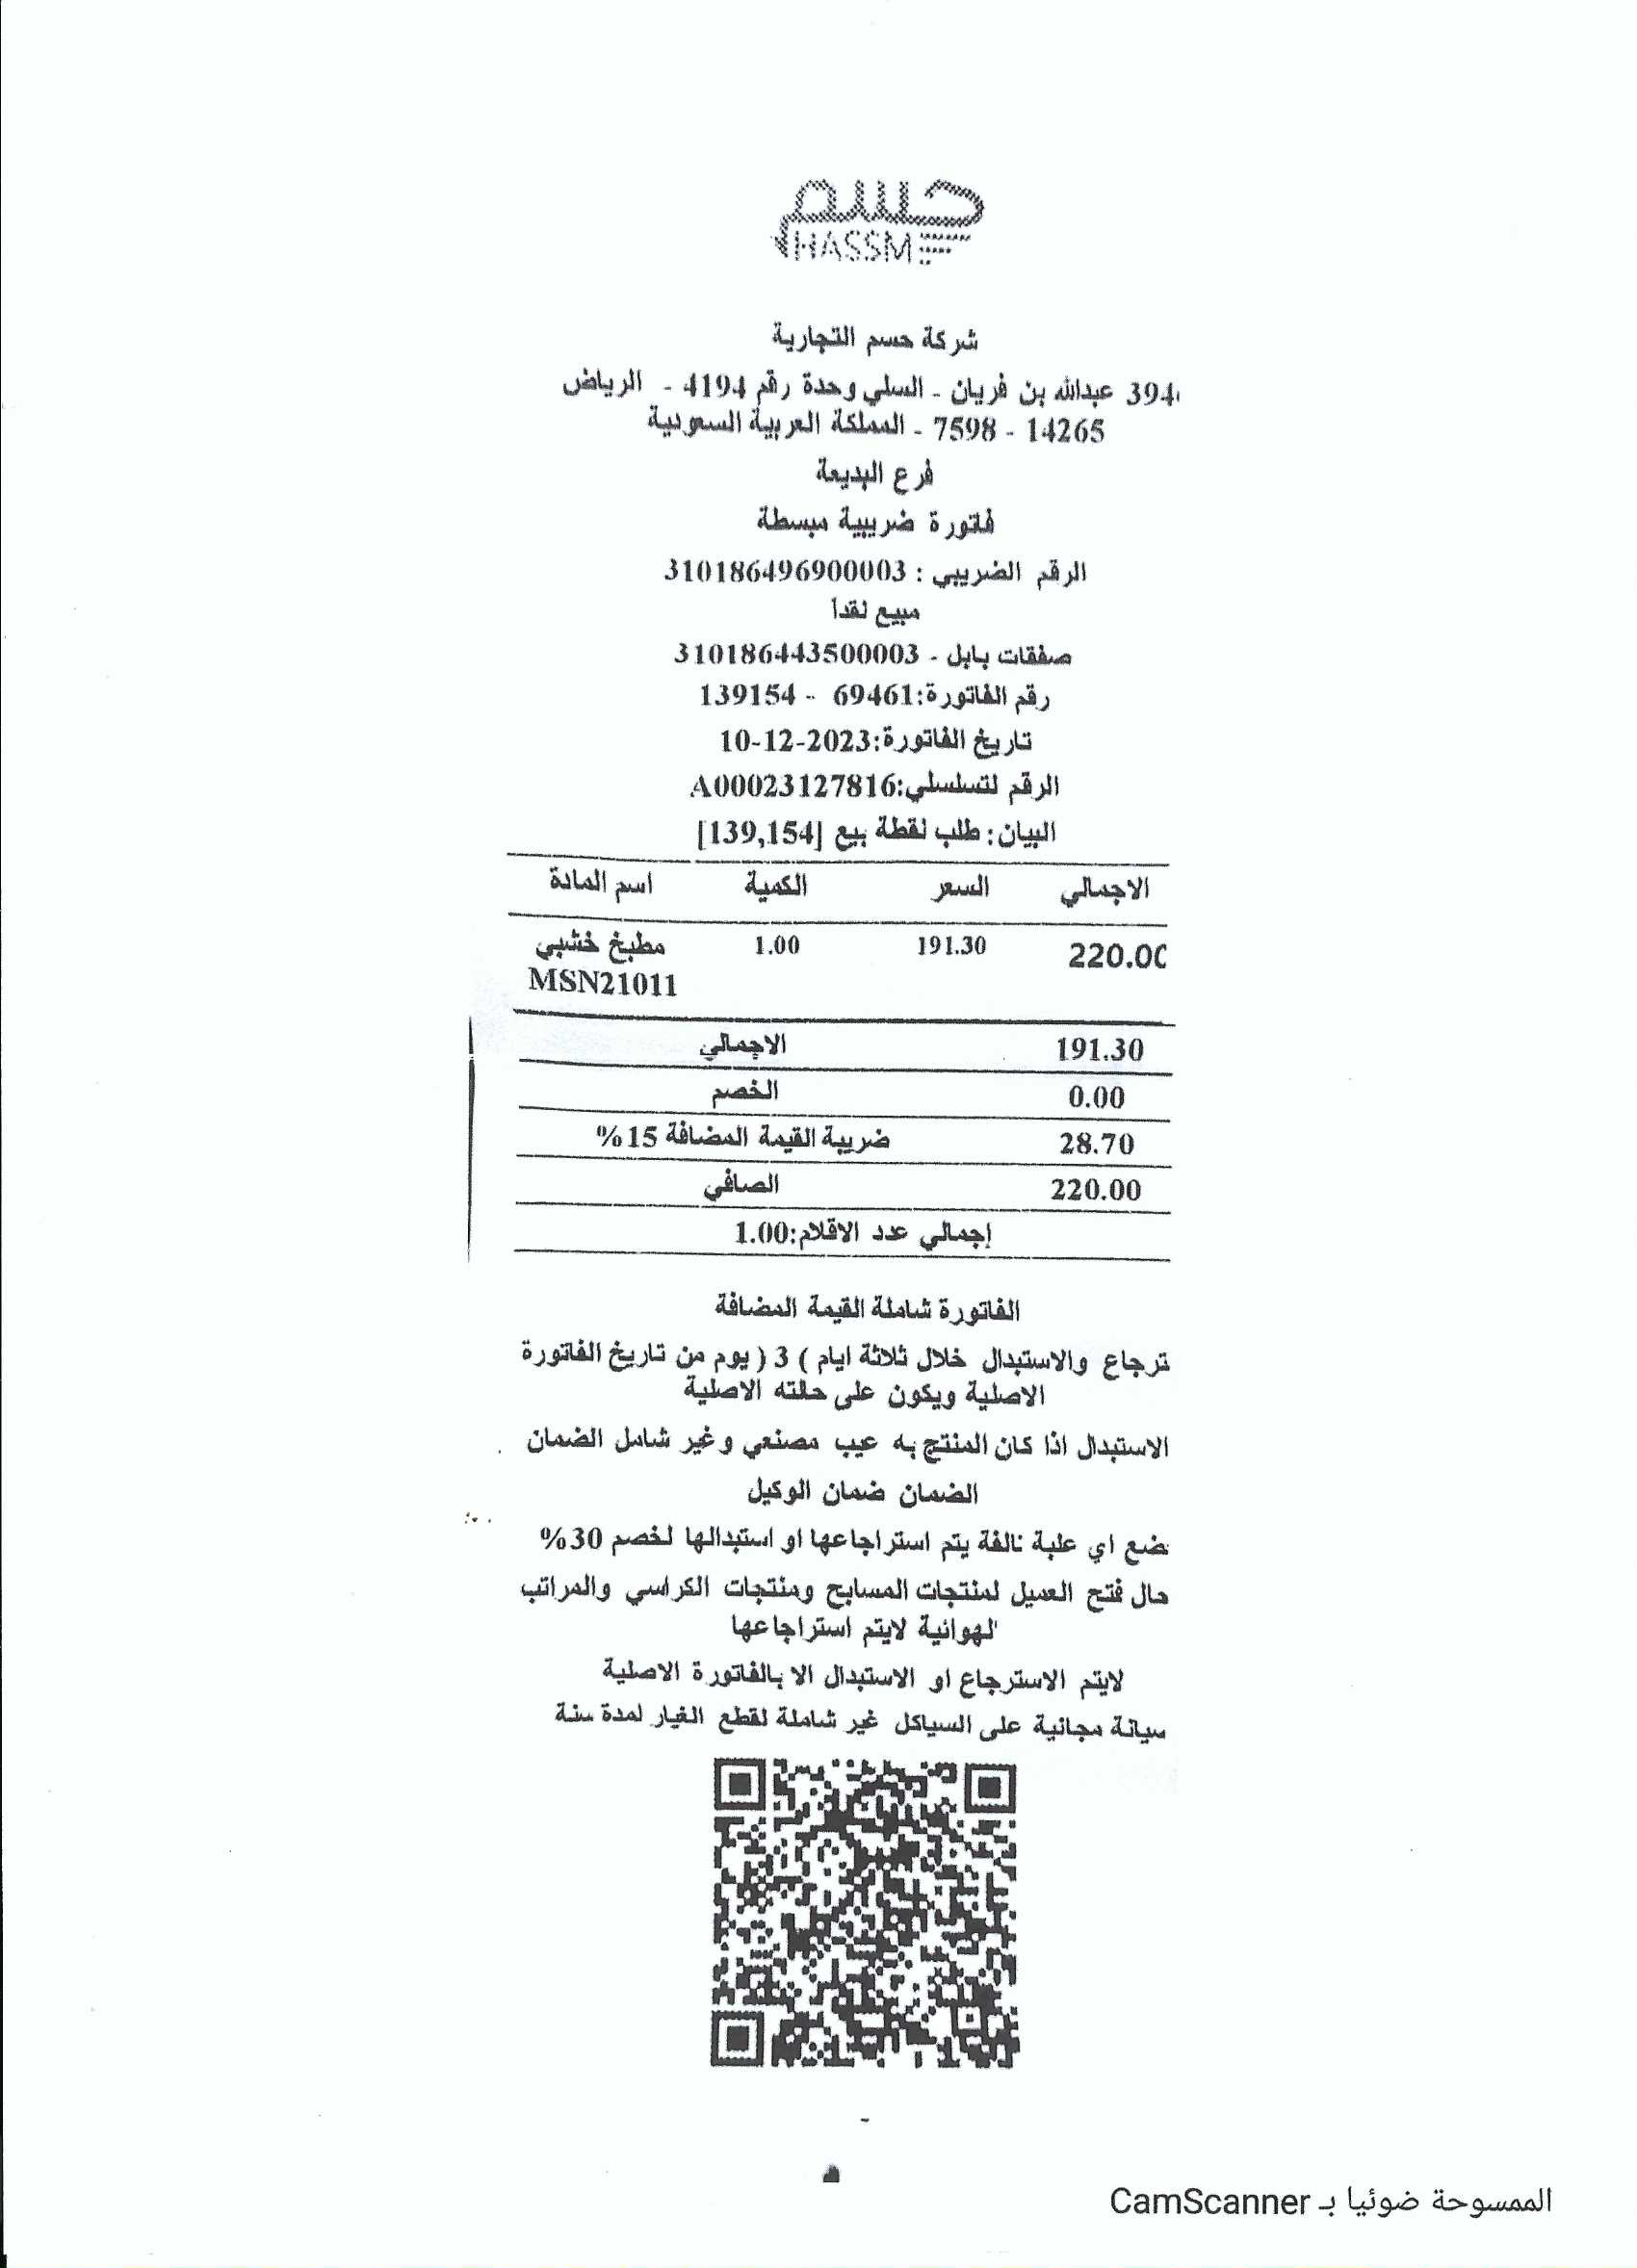 حسم
HASSM
شركة حسم التجارية
394 عبدالله بن فريان - السلي وحدة رقم 4194 - الرياض
14265 - 7598 - المملكة العربية السعودية
فرع البديعة
فاتورة ضريبية مبسطة
الرقم الضريبي : 310186496900003
مبيع نقدا
صفقات بابل - 310186443500003
رقم الفاتورة:69461 - 139154
تاريخ الفاتورة:2023-12-10
الرقم لتسلسلي:A00023127816
البيان: طلب نقطة بيع [139,154]
اسم المادة الكمية السعر الاجمالي
مطبخ خشبي 1.00 191.30 220.00
MSN21011
الاجمالي 191.30
الخصم 0.00
ضريبة القيمة المضافة 15% 28.70
الصافي 220.00
إجمالي عدد الاقلام:1.00
الفاتورة شاملة القيمة المضافة
ترجاع والاستبدال خلال ثلاثة ايام ) 3 ( يوم من تاريخ الفاتورة
الاصلية ويكون على حالته الاصلية
الاستبدال اذا كان المنتج به عيب مصنعي وغير شامل الضمان
الضمان ضمان الوكيل
ضع اي علبة تالفة يتم استراجاعها او استبدالها لخصم 30%
حال فتح العميل لمنتجات المسابح ومنتجات الكراسي والمراتب
لهوائية لايتم استراجاعها
لايتم الاسترجاع او الاستبدال الا بالفاتورة الاصلية
سيانة مجانية على السياكل غير شاملة لقطع الغيار لمدة سنة
الممسوحة ضوئيا بـ CamScanner